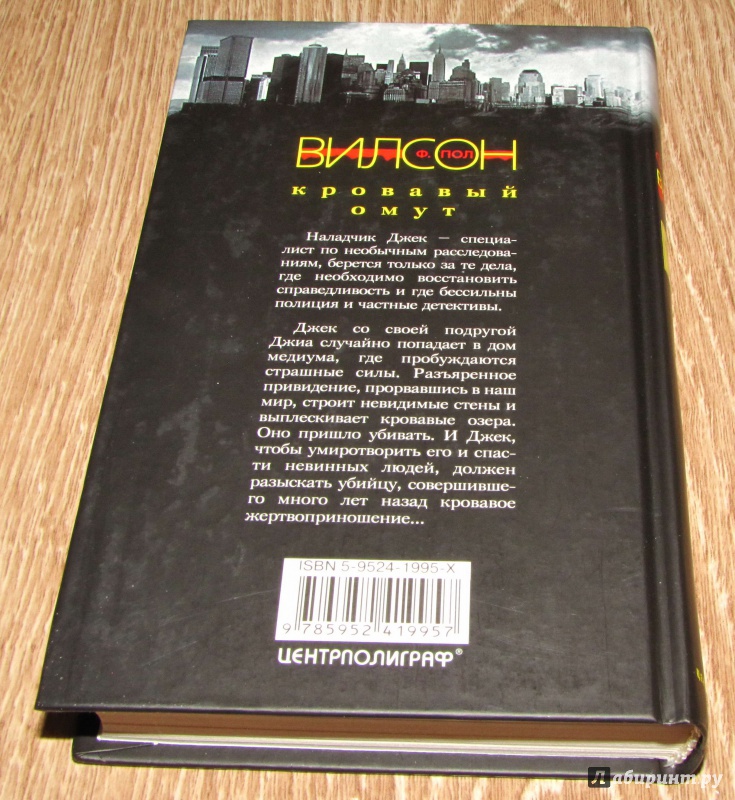 ВИЛСОН
Ф. ПОЛ
кровавый
омут
Наладчик Джек — специа-
лист по необычным расследова-
ниям, берется только за те дела,
где необходимо восстановить
справедливость и где бессильны
полиция и частные детективы.
Джек со своей подругой
Джиа случайно попадает в дом
медиума, где пробуждаются
страшные силы. Разъяренное
привидение, прорвавшись в наш
мир, строит невидимые стены и
выплескивает кровавые озера.
Оно пришло убивать. И Джек,
чтобы умиротворить его и спас-
ти невинных людей, должен
разыскать убийцу, совершивше-
го много лет назад кровавое
жертвоприношение...
ISBN 5-9524-1995-X
9 785952 419957
ЦЕНТРПОЛИГРАФ®
Лабиринт.ру